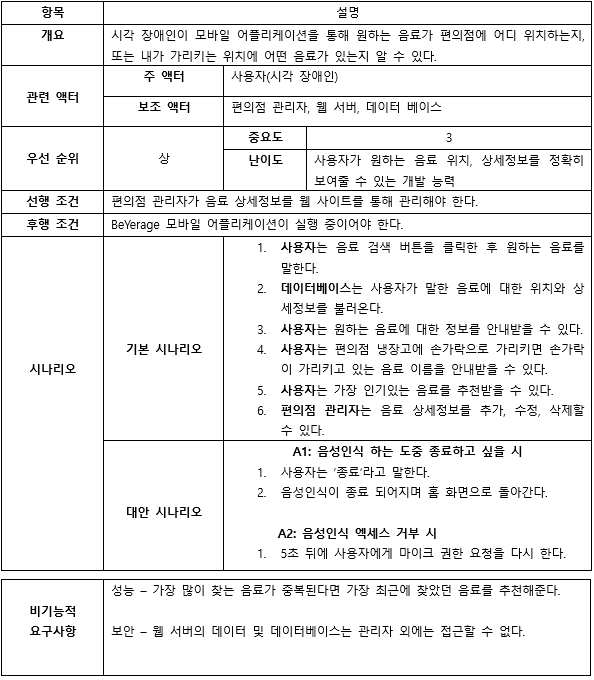 항목 설명
개요 시각 장애인이 모바일 어플리케이션을 통해 원하는 음료가 편의점에 어디 위치하는지,
또는 내가 가리키는 위치에 어떤 음료가 있는지 알 수 있다.
관련 액터 주 액터 사용자(시각 장애인)
보조 액터 편의점 관리자, 웹 서버, 데이터 베이스
우선 순위 상 중요도 3
난이도 사용자가 원하는 음료 위치, 상세정보를 정확히
보여줄 수 있는 개발 능력
선행 조건 편의점 관리자가 음료 상세정보를 웹 사이트를 통해 관리해야 한다.
후행 조건 BeYerage 모바일 어플리케이션이 실행 중이어야 한다.
시나리오 기본 시나리오
1. 사용자는 음료 검색 버튼을 클릭한 후 원하는 음료를
말한다.
2. 데이터베이스는 사용자가 말한 음료에 대한 위치와 상
세정보를 불러온다.
3. 사용자는 원하는 음료에 대한 정보를 안내받을 수 있다.
4. 사용자는 편의점 냉장고에 손가락으로 가리키면 손가락
이 가리키고 있는 음료 이름을 안내받을 수 있다.
5. 사용자는 가장 인기있는 음료를 추천받을 수 있다.
6. 편의점 관리자는 음료 상세정보를 추가, 수정, 삭제할
수 있다.
대안 시나리오
A1: 음성인식 하는 도중 종료하고 싶을 시
1. 사용자는 ‘종료’라고 말한다.
2. 음성인식이 종료 되어지며 홈 화면으로 돌아간다.
A2: 음성인식 엑세스 거부 시
1. 5초 뒤에 사용자에게 마이크 권한 요청을 다시 한다.
비기능적
요구사항
성능 – 가장 많이 찾는 음료가 중복된다면 가장 최근에 찾았던 음료를 추천해준다.
보안 – 웹 서버의 데이터 및 데이터베이스는 관리자 외에는 접근할 수 없다.